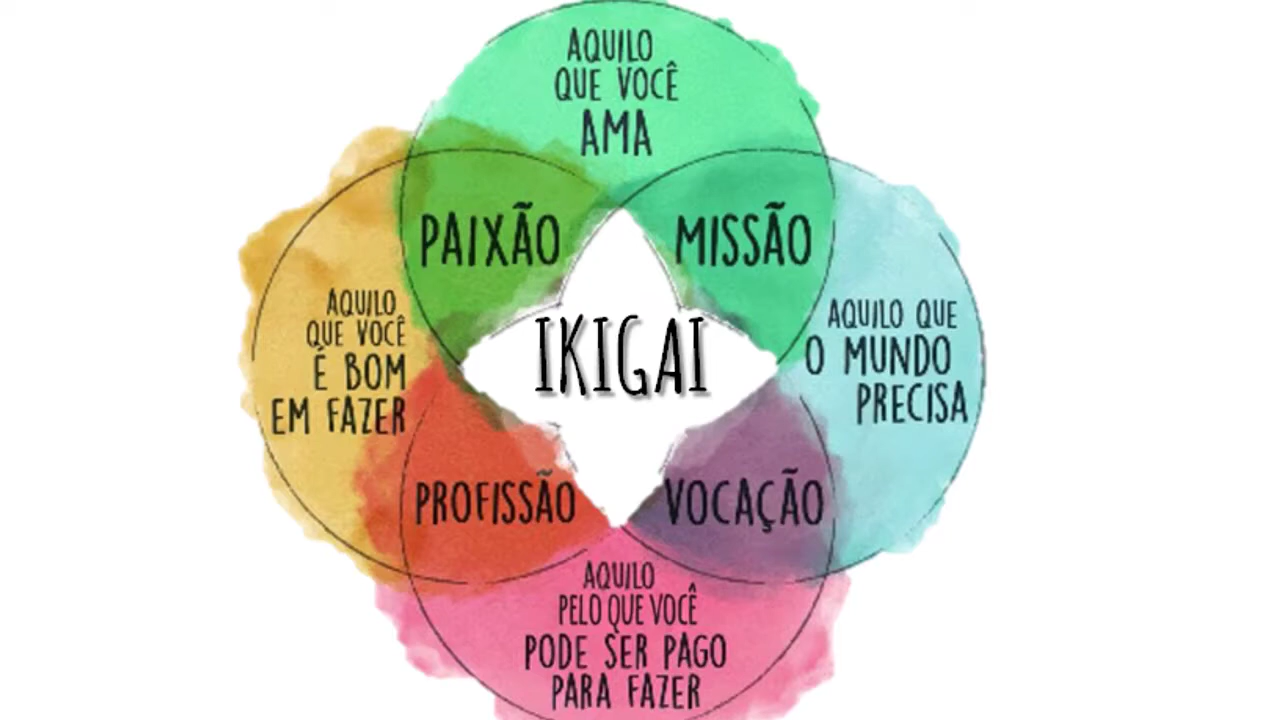 AQUILO
QUE VOCÊ
AMA
PAIXÃO
MISSÃO
AQUILO
QUE VOCÊ
É BOM
EM FAZER
IKIGAI
AQUILO QUE
O MUNDO
PRECISA
PROFISSÃO
VOCAÇÃO
AQUILO
PELO QUE VOCÊ
PODE SER PAGO
PARA FAZER